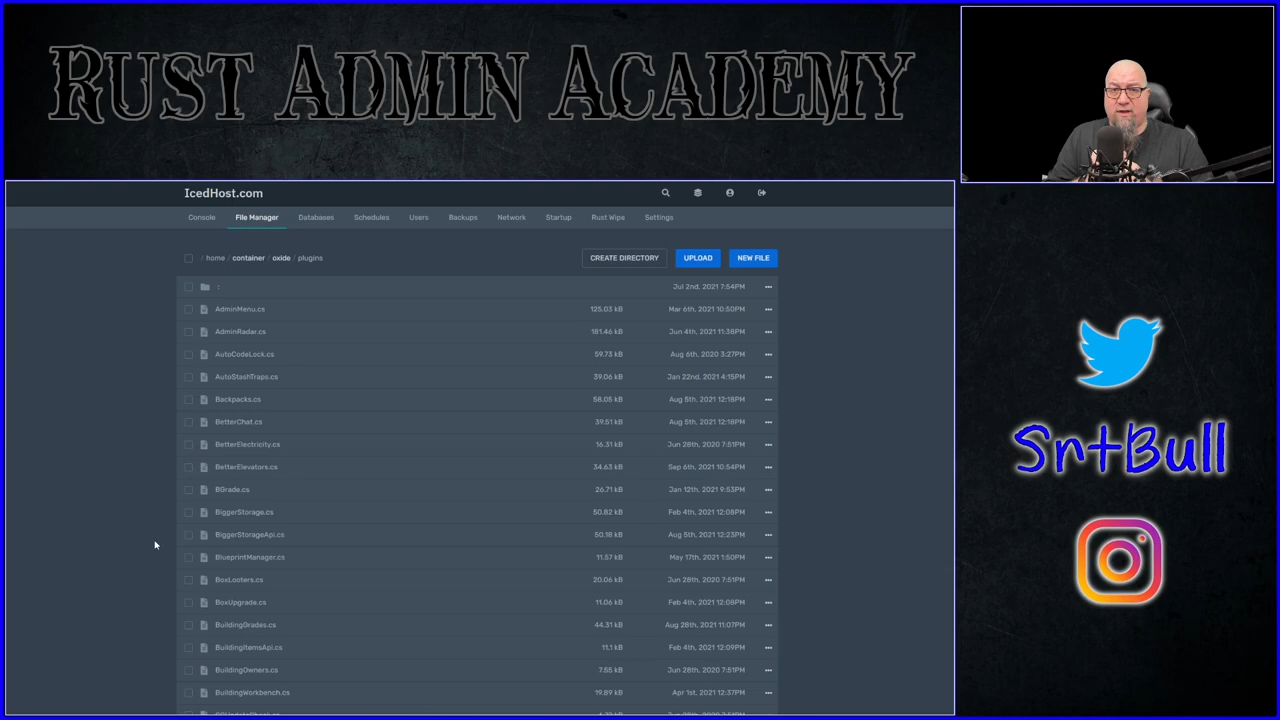 Rust Admin Academy
IcedHost.com
Console File Manager Databases Schedules Users Backups Network Startup Rust Wipe Settings
/ home / container / oxide / plugins CREATE DIRECTORY UPLOAD NEW FILE
: Jul 2nd, 2021 7:54PM
AdminMenu.cs 125.03 kB Mar 6th, 2021 10:50PM
AdminRadar.cs 181.46 kB Jun 4th, 2021 11:38PM
AutoCodeLock.cs 59.73 kB Aug 6th, 2020 3:27PM
AutoStashTraps.cs 39.06 kB Jan 22nd, 2021 4:15PM
Backpacks.cs 58.05 kB Aug 5th, 2021 12:18PM
BetterChat.cs 39.51 kB Aug 5th, 2021 12:18PM
BetterElectricity.cs 16.31 kB Jun 28th, 2020 7:51PM
BetterElevators.cs 34.63 kB Sep 6th, 2021 10:54PM
BGrade.cs 26.71 kB Jan 12th, 2021 9:53PM
BiggerStorage.cs 50.82 kB Feb 4th, 2021 12:08PM
BiggerStorageApi.cs 50.18 kB Aug 5th, 2021 12:23PM
BlueprintManager.cs 11.57 kB May 17th, 2021 1:50PM
BoxLooters.cs 20.06 kB Jun 28th, 2020 7:51PM
BoxUpgrade.cs 11.06 kB Feb 4th, 2021 12:08PM
BuildingGrades.cs 44.31 kB Aug 28th, 2021 11:07PM
BuildingItemsApi.cs 11.1 kB Feb 4th, 2021 12:09PM
BuildingOwners.cs 7.55 kB Jun 28th, 2020 7:51PM
BuildingWorkbench.cs 19.89 kB Apr 1st, 2021 12:37PM
SntBull